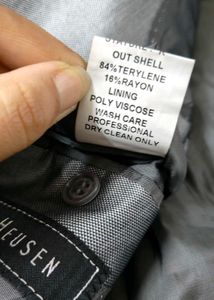 OUT SHELL
84%TERYLENE
16%RAYON
LINING
POLY VISCOSE
WASH CARE
PROFESSIONAL
DRY CLEAN ONLY
HEUSEN